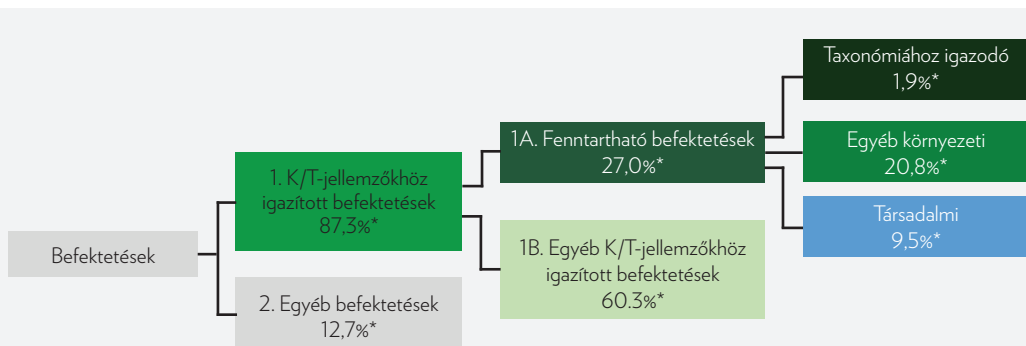 Befektetések
1. K/T-jellemzőkhöz
igazított befektetések
87,3%*
2. Egyéb befektetések
12,7%*
1A. Fenntartható befektetések
27,0%*
1B. Egyéb K/T-jellemzőkhöz
igazított befektetések
60.3%*
Taxonómiához igazodó
1,9%*
Egyéb környezeti
20,8%*
Társadalmi
9,5%*